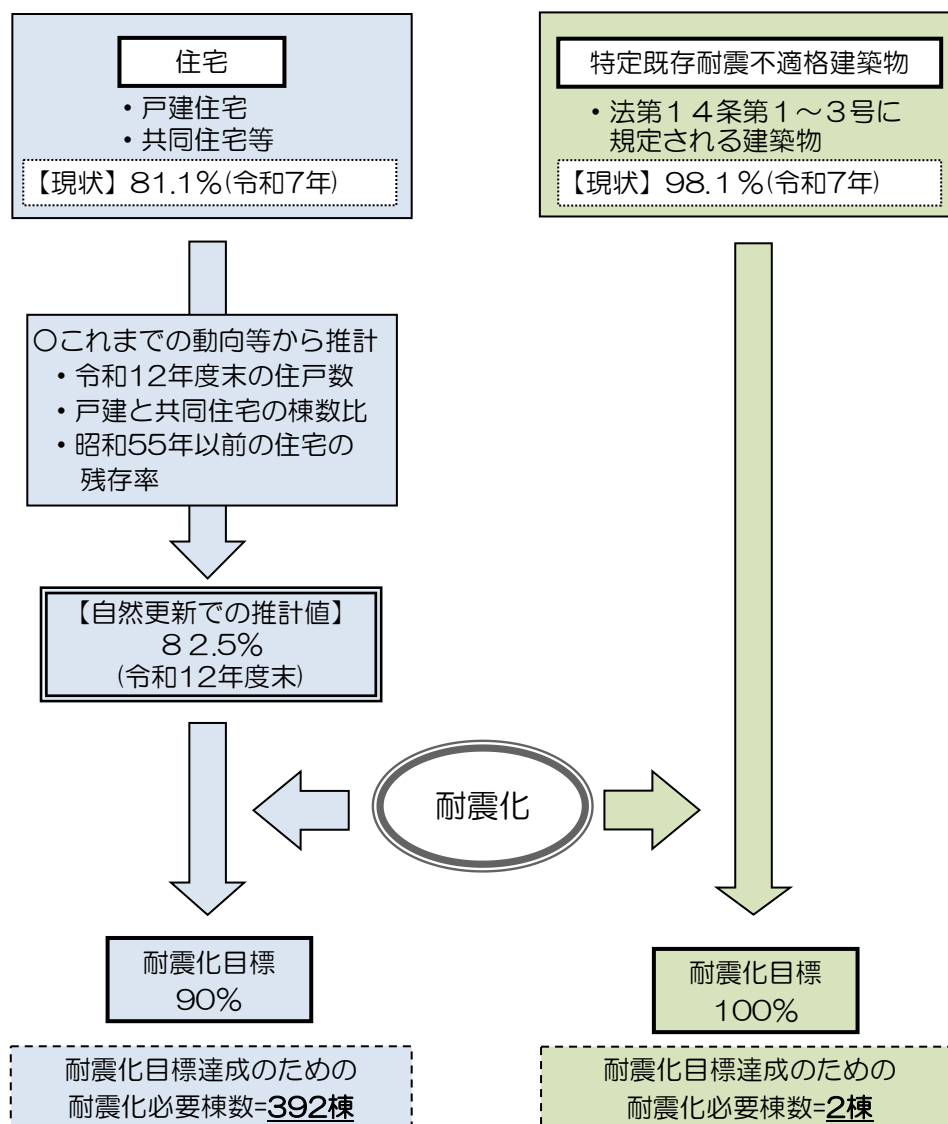 住宅
・戸建住宅
・共同住宅等
【現状】81.1%(令和7年)
特定既存耐震不適格建築物
・法第14条第1~3号に
規定される建築物
【現状】98.1%(令和7年)
○これまでの動向等から推計
・令和12年度末の住戸数
・戸建と共同住宅の棟数比
・昭和55年以前の住宅の
残存率
【自然更新での推計値】
82.5%
(令和12年度末)
耐震化
耐震化目標
90%
耐震化目標
100%
耐震化目標達成のための
耐震化必要棟数=392棟
耐震化目標達成のための
耐震化必要棟数=2棟